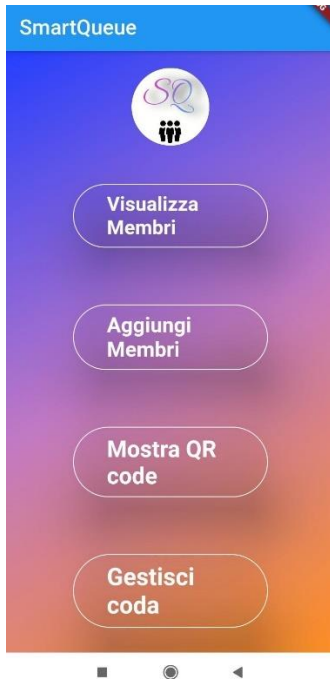 SmartQueue
SQ
Visualizza
Membri
Aggiungi
Membri
Mostra QR
code
Gestisci
coda